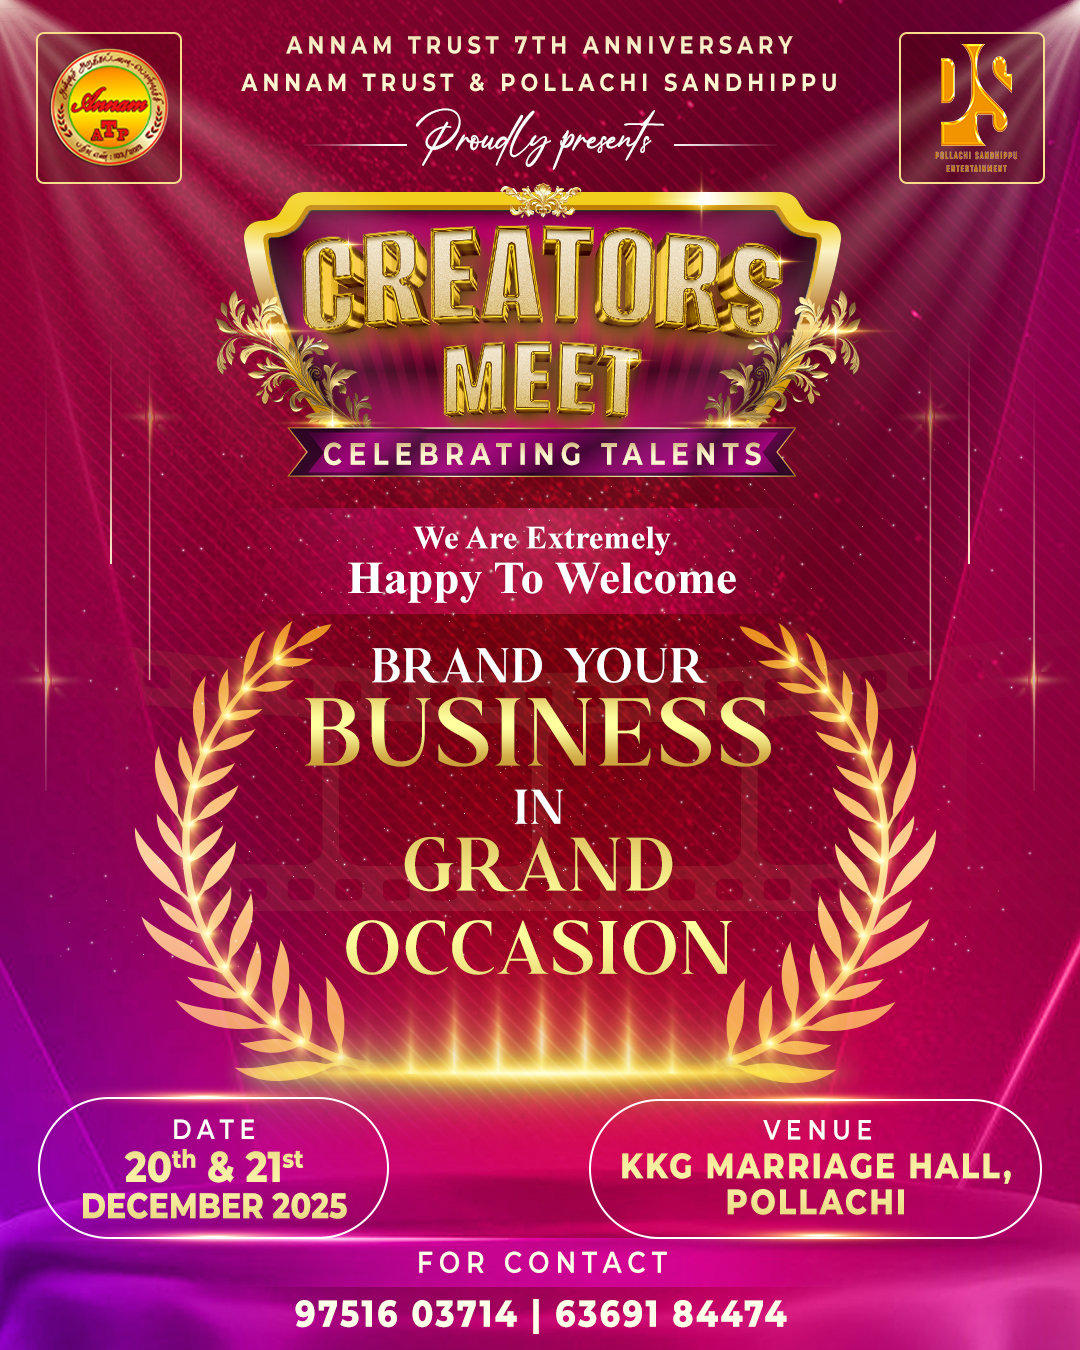 ANNAM TRUST 7TH ANNIVERSARY
ANNAM TRUST & POLLACHI SANDHIPPU
Proudly presents
Annam
ATP
POLLACHI SANDHIPPU
ENTERTAINMENT
CREATORS
MEET
CELEBRATING TALENTS
We Are Extremely
Happy To Welcome
BRAND YOUR
BUSINESS
IN
GRAND
OCCASION
DATE
20th & 21st
DECEMBER 2025
VENUE
KKG MARRIAGE HALL,
POLLACHI
FOR CONTACT
97516 03714 | 63691 84474